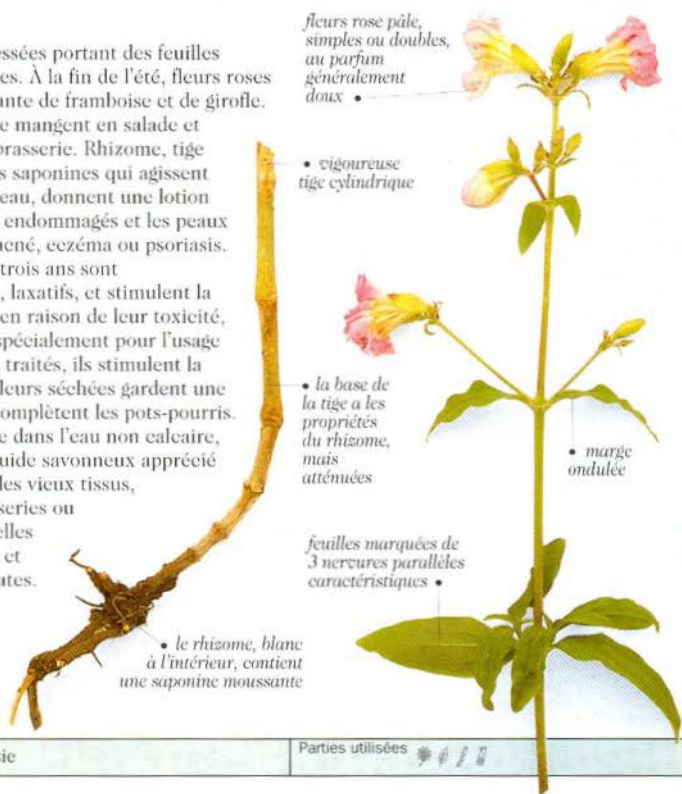 essées portant des feuilles
es. À la fin de l'été, fleurs roses
ante de framboise et de girofle.
e mangent en salade et
brasserie. Rhizome, tige
s saponines qui agissent
eau, donnent une lotion
endommagés et les peaux
acné, eczéma ou psoriasis.
trois ans sont
, laxatifs, et stimulent la
en raison de leur toxicité,
spécialement pour l'usage
traités, ils stimulent la
leurs séchées gardent une
omplètent les pots-pourris.
e dans l'eau non calcaire,
uide savonneux apprécié
les vieux tissus,
series ou
elles
et
ates.
fleurs rose pâle,
simples ou doubles,
au parfum
généralement
doux •
• vigoureuse
tige cylindrique
• la base de
la tige a les
propriétés
du rhizome,
mais
atténuées
• marge
ondulée
feuilles marquées de
3 nervures parallèles
caractéristiques •
• le rhizome, blanc
à l'intérieur, contient
une saponine moussante
sie
Parties utilisées